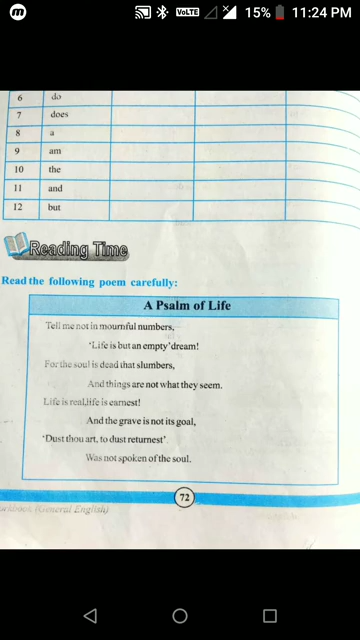 VoLTE 15% 11:24 PM
6 do
7 does
8 a
9 am
10 the
11 and
12 but
Reading Time
Read the following poem carefully:
A Psalm of Life
Tell me not in mournful numbers,
'Life is but an empty' dream!
For the soul is dead that slumbers,
And things are not what they seem.
Life is real, life is earnest!
And the grave is not its goal,
'Dust thou art, to dust returnest'
Was not spoken of the soul.
72
(General English)